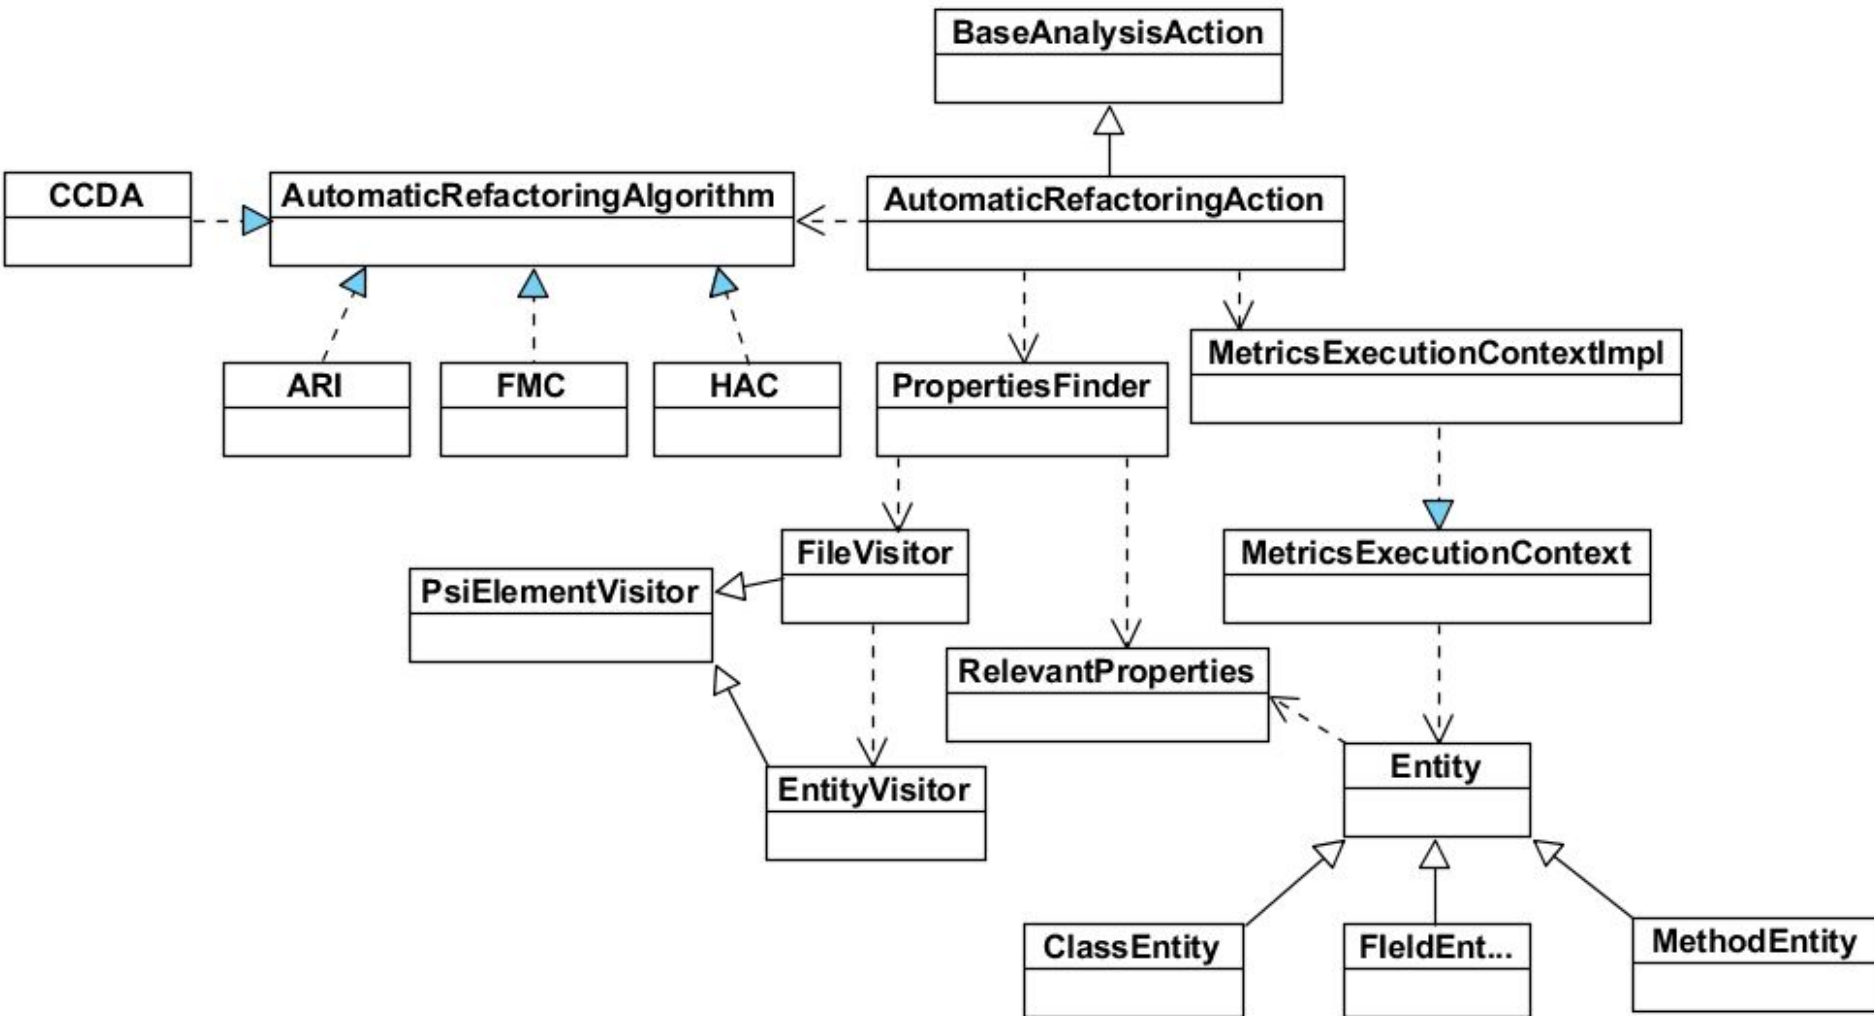 BaseAnalysisAction
CCDA
AutomaticRefactoringAlgorithm
AutomaticRefactoringAction
ARI
FMC
HAC
PropertiesFinder
MetricsExecutionContextImpl
PsiElementVisitor
FileVisitor
MetricsExecutionContext
RelevantProperties
EntityVisitor
Entity
ClassEntity
FIeldEnt...
MethodEntity